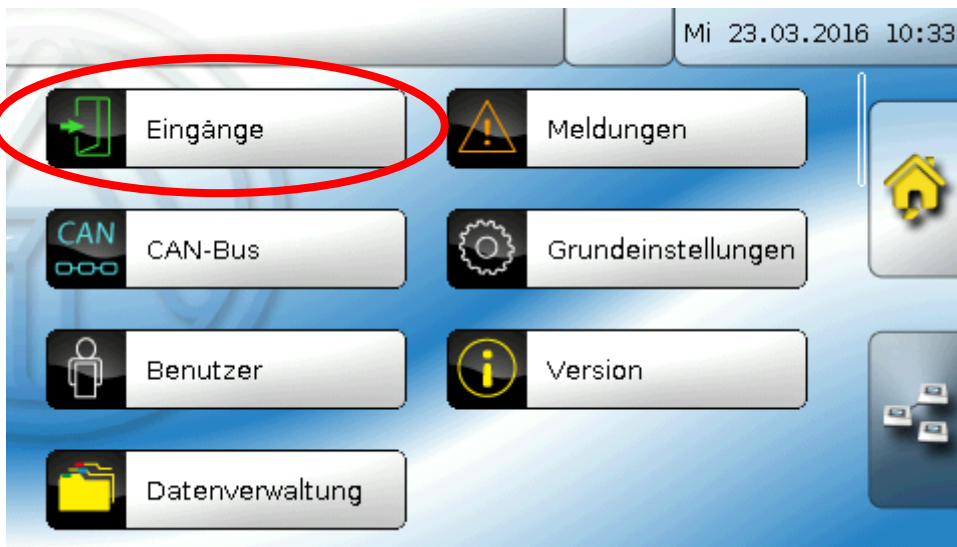 Mi 23.03.2016 10:33
Eingänge
Meldungen
CAN
CAN-Bus
Grundeinstellungen
Benutzer
Version
Datenverwaltung